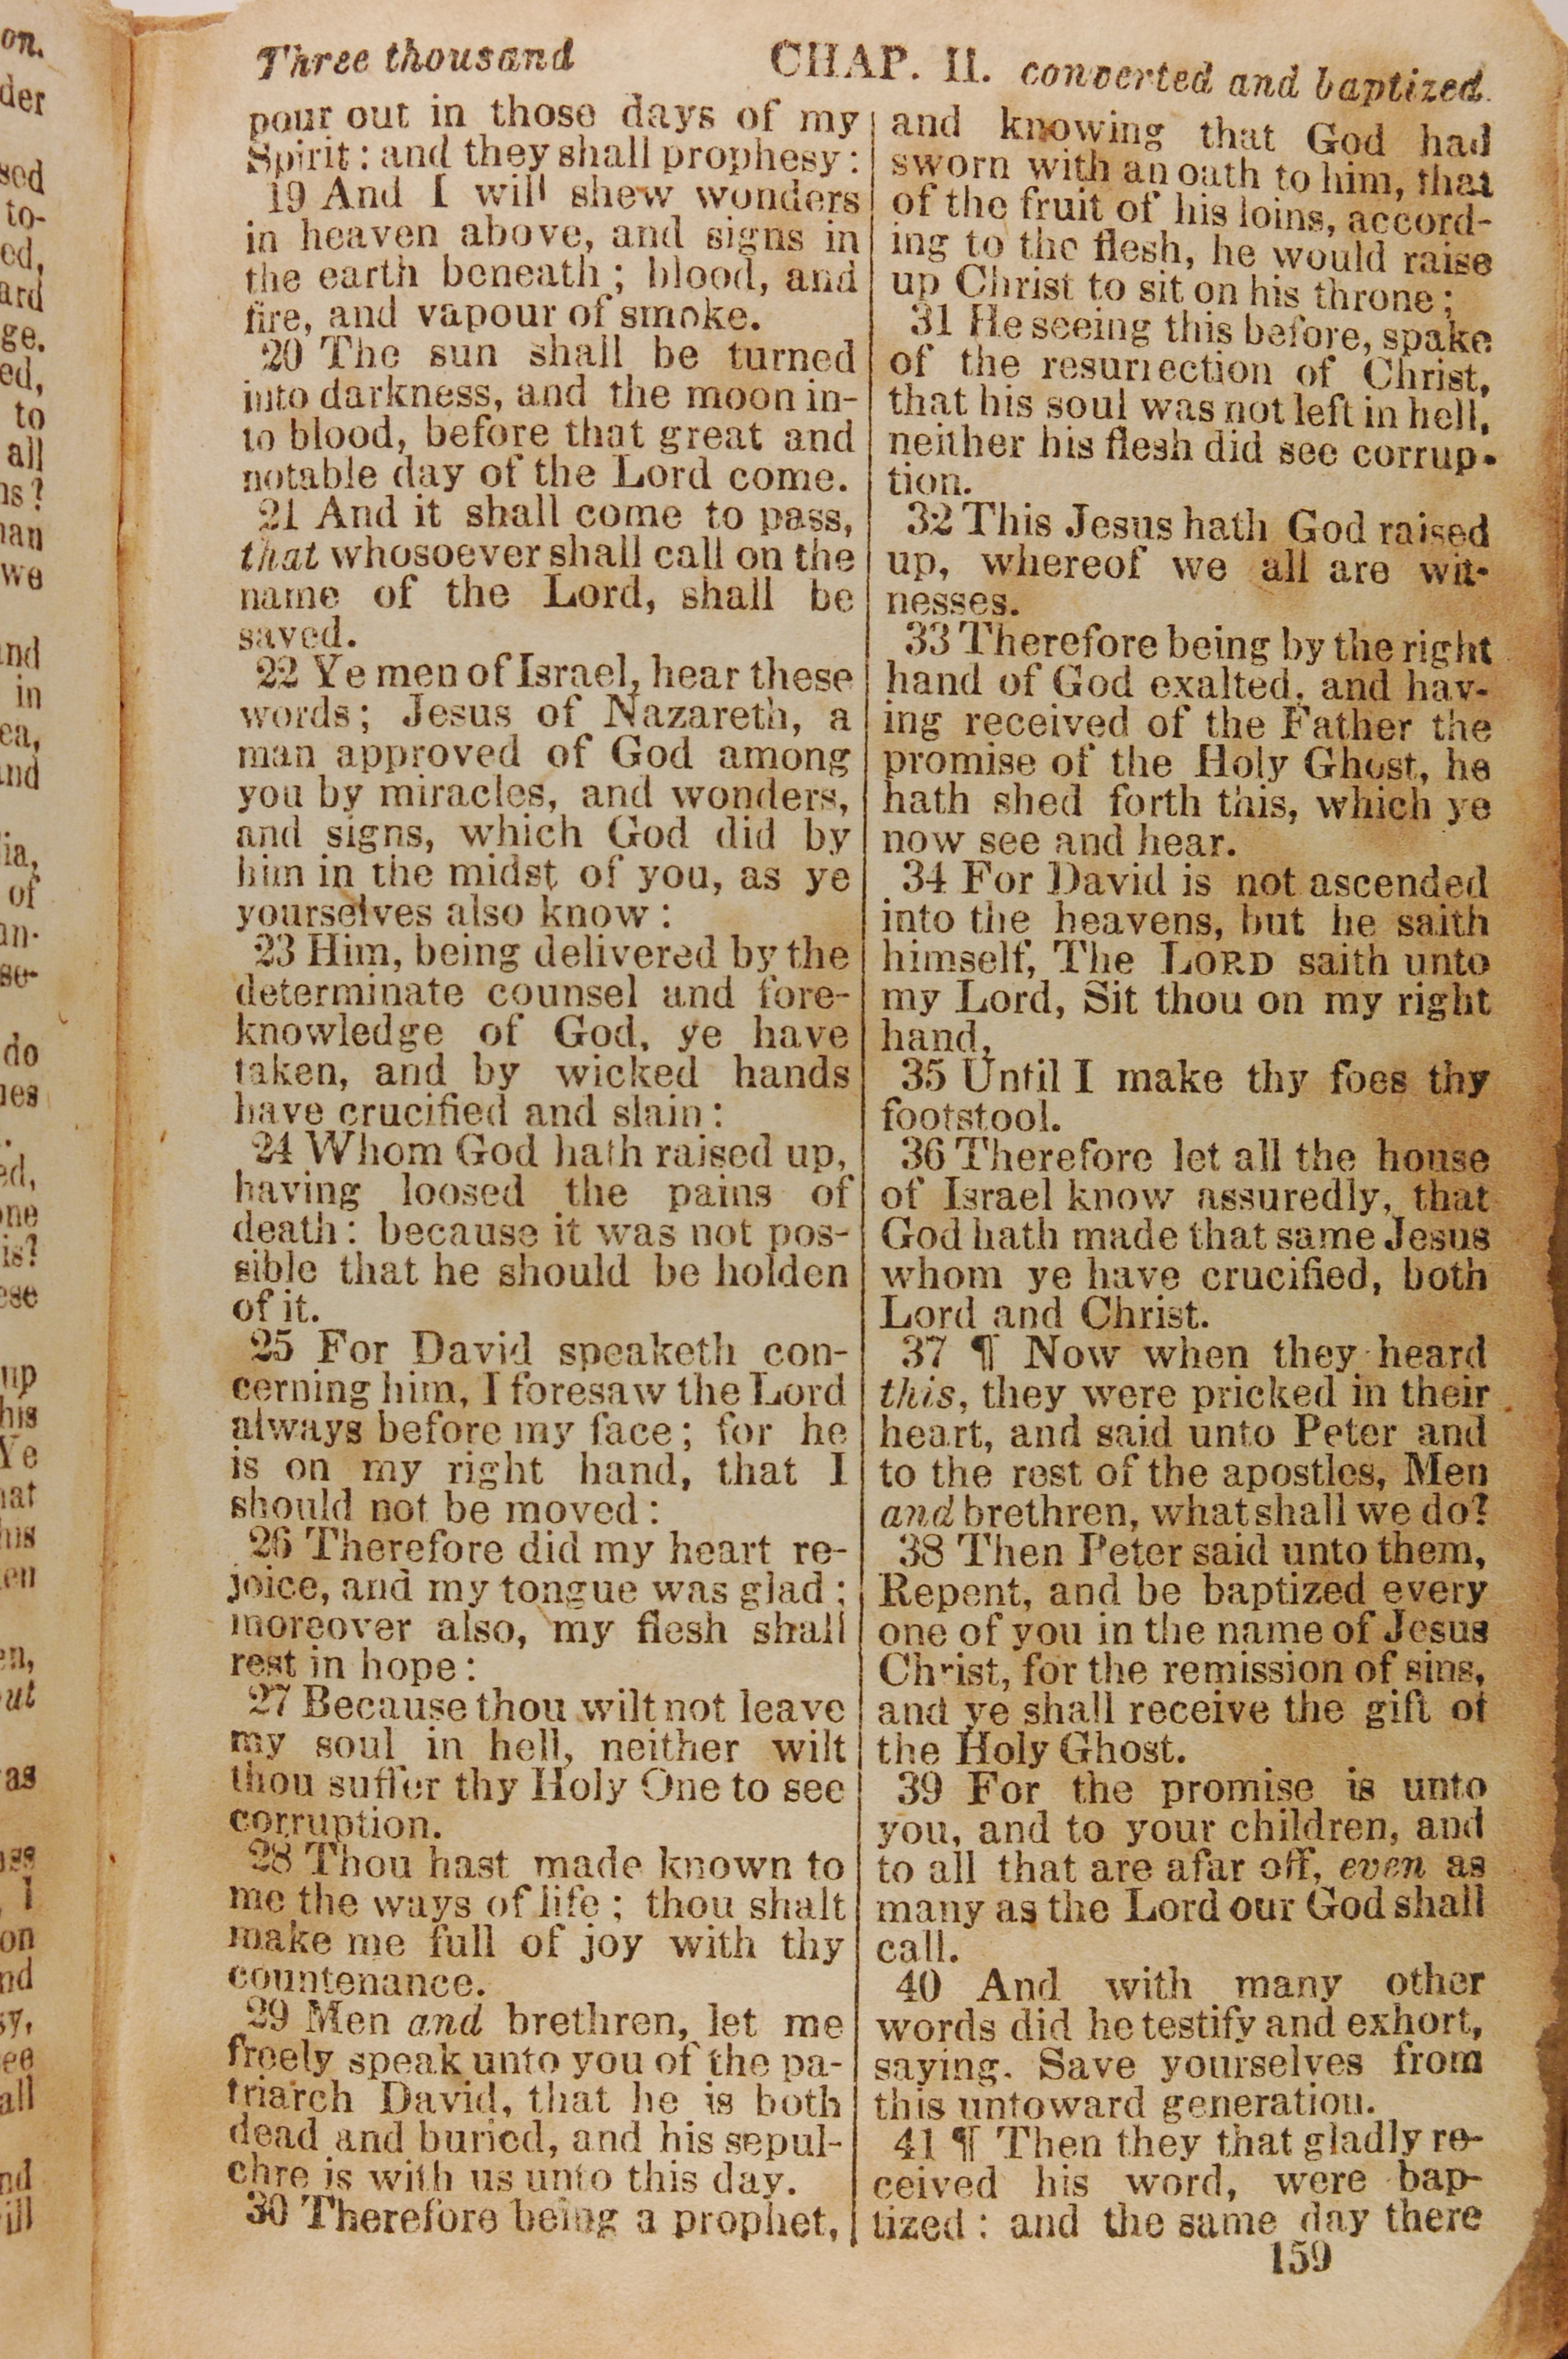 Three thousand CHAP. II. converted and baptized.
pour out in those days of my
Spirit: and they shall prophesy:
19 And I will shew wonders
in heaven above, and signs in
the earth beneath; blood, and
fire, and vapour of smoke.
20 The sun shall be turned
into darkness, and the moon in-
to blood, before that great and
notable day of the Lord come.
21 And it shall come to pass,
that whosoever shall call on the
name of the Lord, shall be
saved.
22 Ye men of Israel, hear these
words; Jesus of Nazareth, a
man approved of God among
you by miracles, and wonders,
and signs, which God did by
him in the midst of you, as ye
yourselves also know:
23 Him, being delivered by the
determinate counsel and fore-
knowledge of God, ye have
taken, and by wicked hands
have crucified and slain:
24 Whom God hath raised up,
having loosed the pains of
death: because it was not pos-
sible that he should be holden
of it.
25 For David speaketh con-
cerning him, I foresaw the Lord
always before my face; for he
is on my right hand, that I
should not be moved:
26 Therefore did my heart re-
joice, and my tongue was glad;
moreover also, my flesh shall
rest in hope:
27 Because thou wilt not leave
my soul in hell, neither wilt
thou suffer thy Holy One to see
corruption.
28 Thou hast made known to
me the ways of life; thou shalt
make me full of joy with thy
countenance.
29 Men and brethren, let me
freely speak unto you of the pa-
triarch David, that he is both
dead and buried, and his sepul-
chre is with us unto this day.
30 Therefore being a prophet,
and knowing that God had
sworn with an oath to him, that
of the fruit of his loins, accord-
ing to the flesh, he would raise
up Christ to sit on his throne;
31 He seeing this before, spake
of the resurrection of Christ,
that his soul was not left in hell,
neither his flesh did see corrup-
tion.
32 This Jesus hath God raised
up, whereof we all are wit-
nesses.
33 Therefore being by the right
hand of God exalted, and hav-
ing received of the Father the
promise of the Holy Ghost, he
hath shed forth this, which ye
now see and hear.
34 For David is not ascended
into the heavens, but he saith
himself, The LORD saith unto
my Lord, Sit thou on my right
hand,
35 Until I make thy foes thy
footstool.
36 Therefore let all the house
of Israel know assuredly, that
God hath made that same Jesus
whom ye have crucified, both
Lord and Christ.
37 ¶ Now when they heard
this, they were pricked in their
heart, and said unto Peter and
to the rest of the apostles, Men
and brethren, what shall we do?
38 Then Peter said unto them,
Repent, and be baptized every
one of you in the name of Jesus
Christ, for the remission of sins,
and ye shall receive the gift of
the Holy Ghost.
39 For the promise is unto
you, and to your children, and
to all that are afar off, even as
many as the Lord our God shall
call.
40 And with many other
words did he testify and exhort,
saying, Save yourselves from
this untoward generation.
41 ¶ Then they that gladly re-
ceived his word, were bap-
tized: and the same day there
159